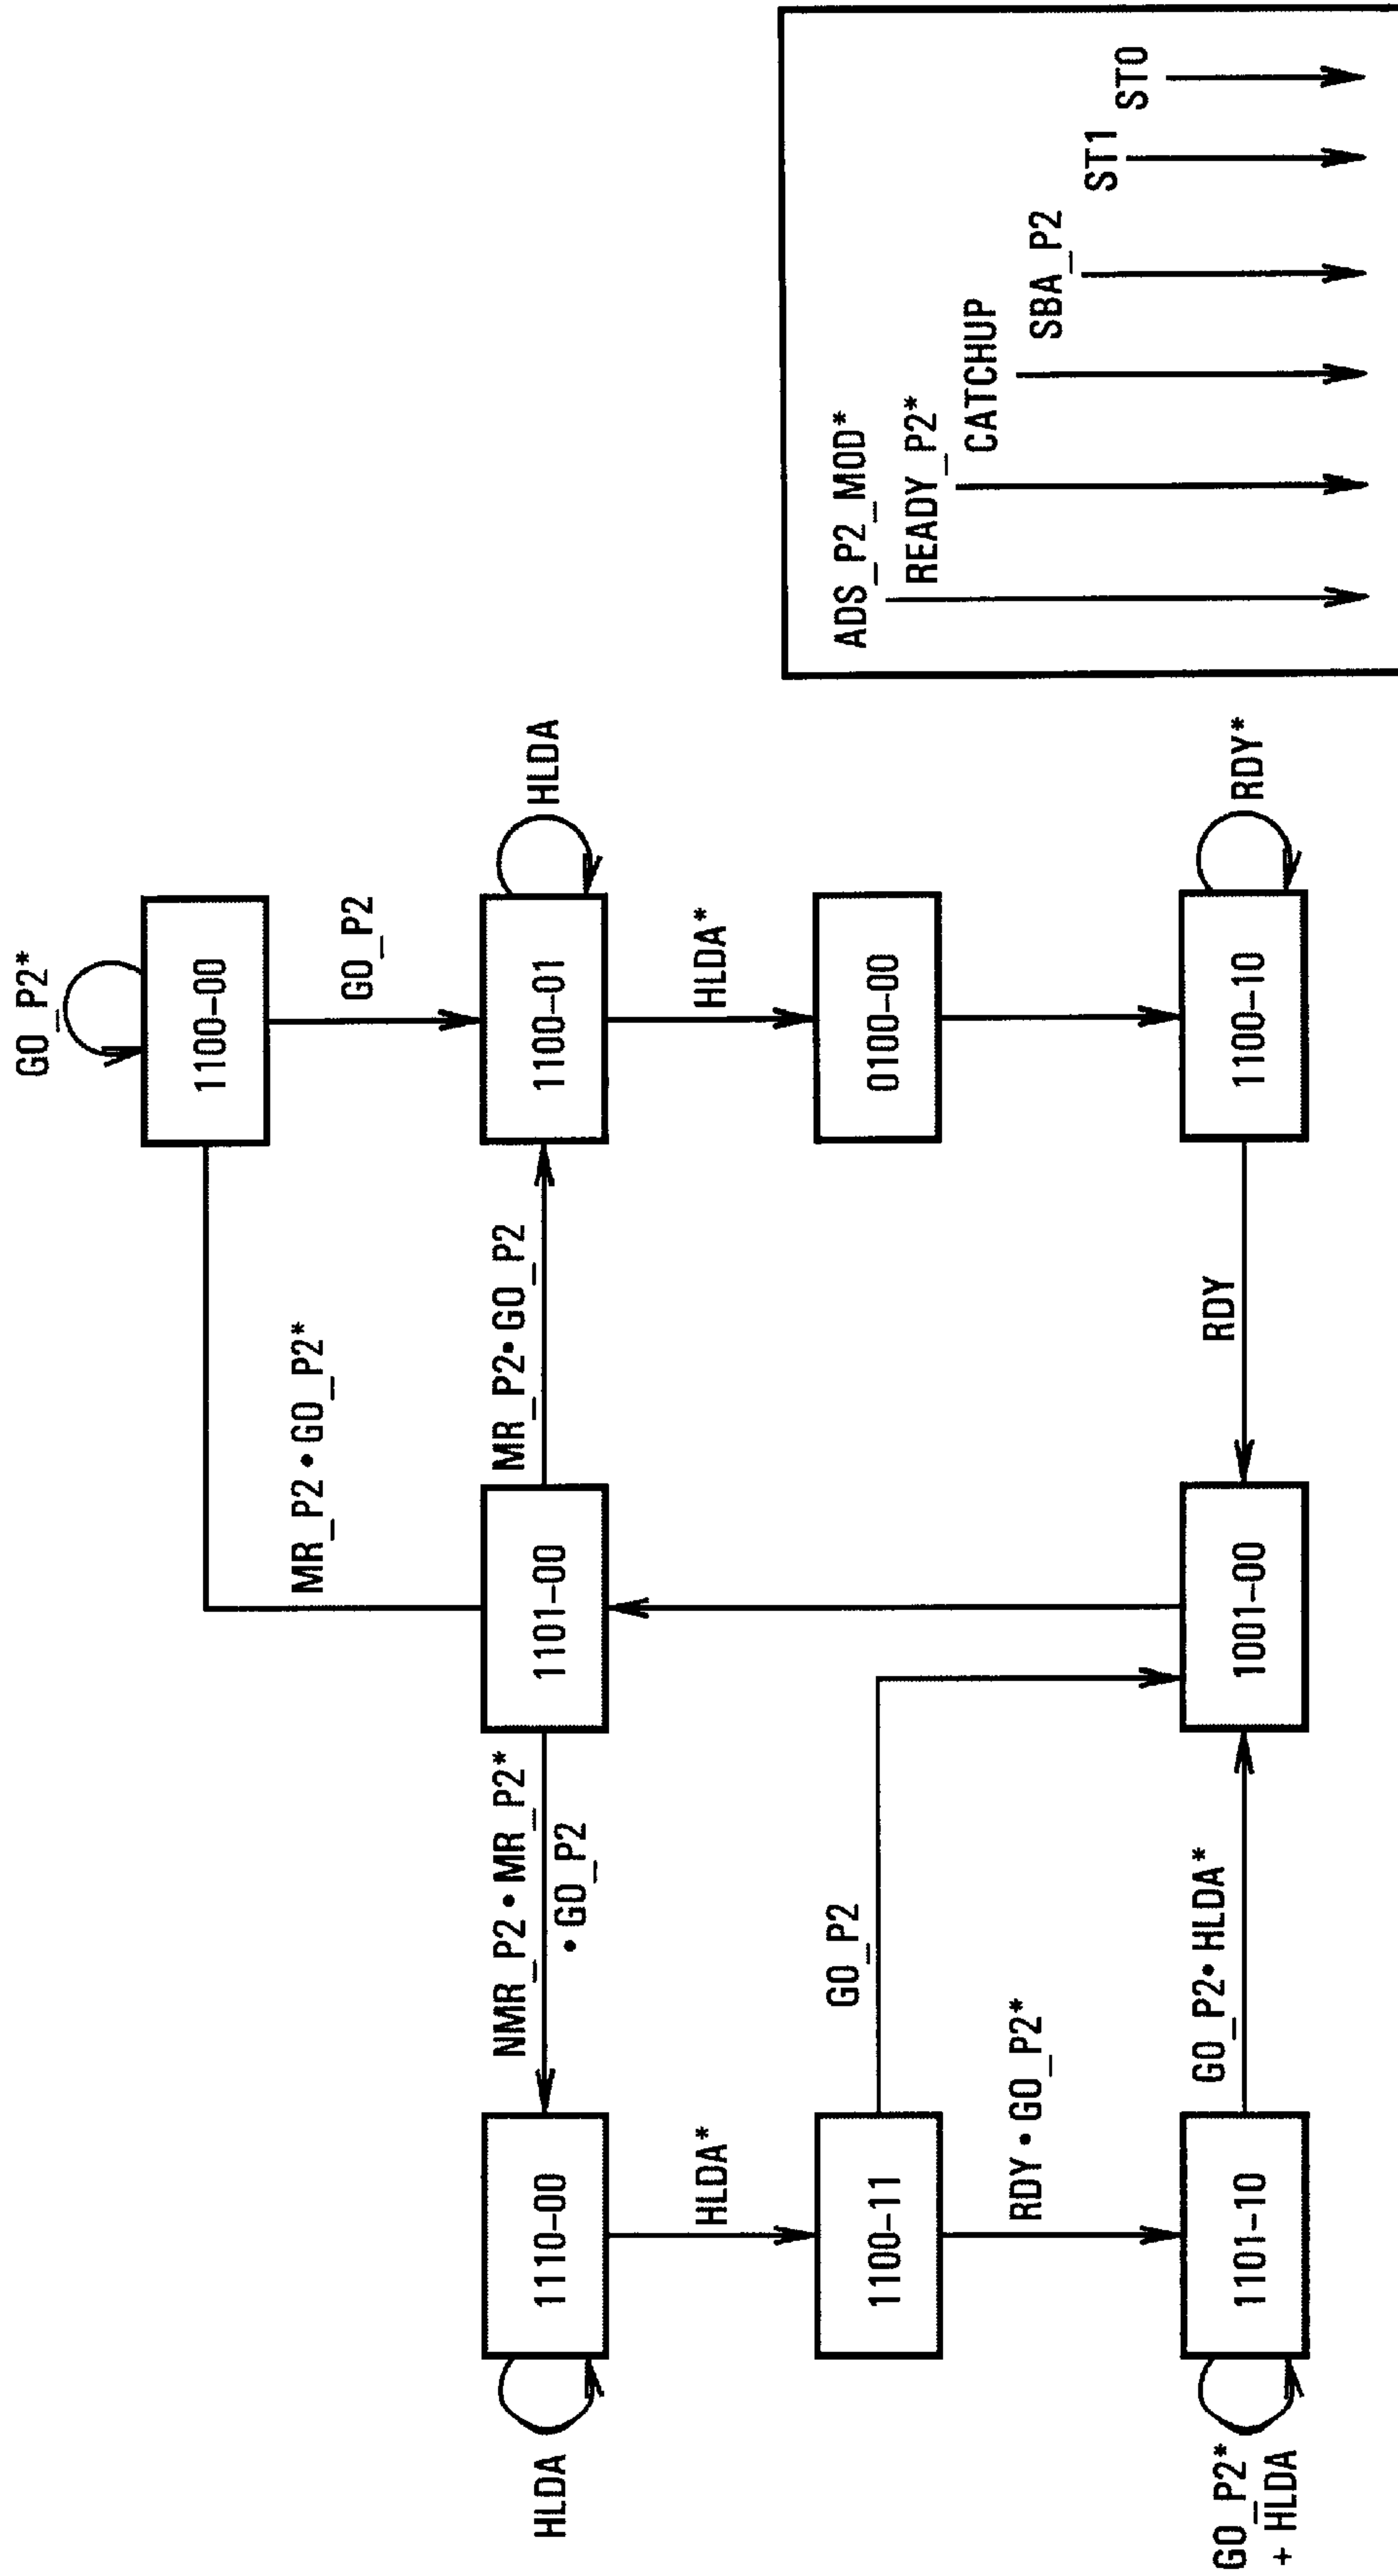 GO_P2*
1100-00
MR_P2•GO_P2*
GO_P2
HLDA
1110-00
NMR_P2•MR_P2*
•GO_P2
1101-00
MR_P2•GO_P2
1100-01
HLDA
HLDA*
HLDA*
1100-11
GO_P2
0100-00
RDY•GO_P2*
GO_P2*
+ HLDA
1101-10
GO_P2•HLDA*
1001-00
RDY
1100-10
RDY*
ADS_P2_MOD*
READY_P2*
CATCHUP
SBA_P2
ST1
ST0